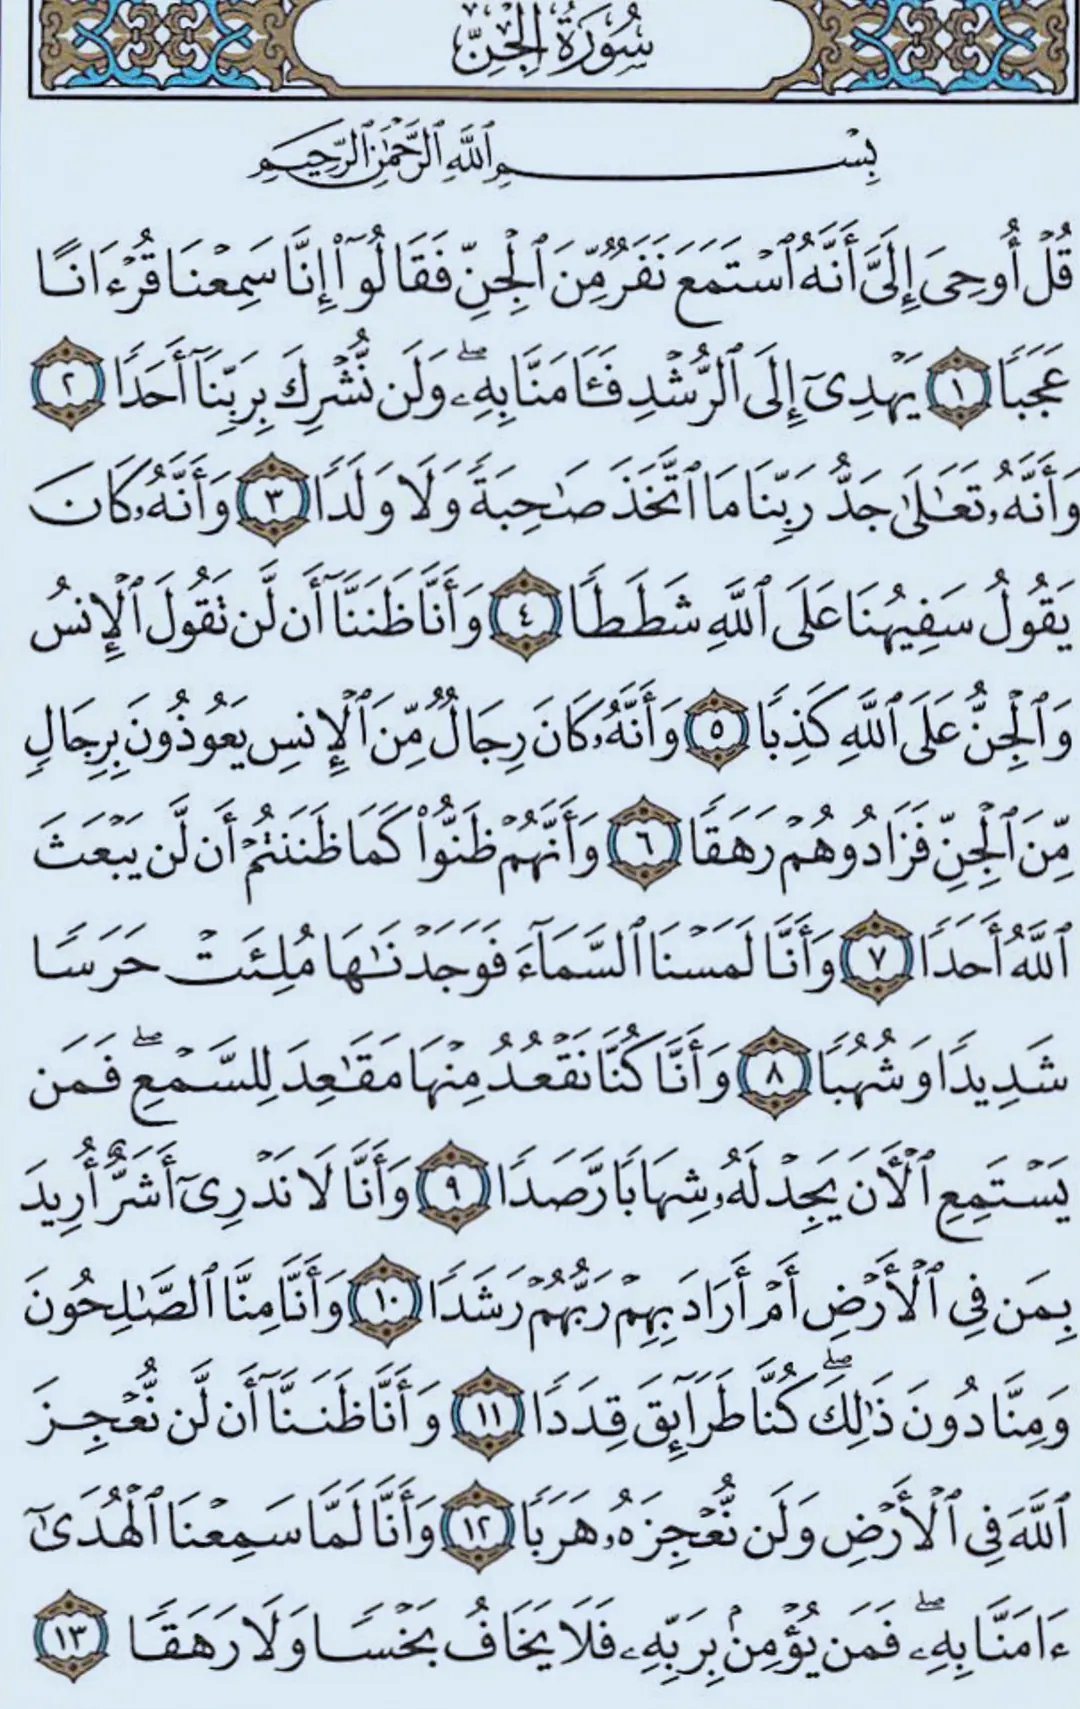 سُورَةُ الجِنِّ
بِسْمِ ٱللَّهِ ٱلرَّحْمَٰنِ ٱلرَّحِيمِ
قُلْ أُوحِىَ إِلَىَّ أَنَّهُ ٱسْتَمَعَ نَفَرٌ مِّنَ ٱلْجِنِّ فَقَالُوٓا۟ إِنَّا سَمِعْنَا قُرْءَانًا
عَجَبًا ١ يَهْدِىٓ إِلَى ٱلرُّشْدِ فَـَٔامَنَّا بِهِۦ ۖ وَلَن نُّشْرِكَ بِرَبِّنَآ أَحَدًا ٢
وَأَنَّهُۥ تَعَٰلَىٰ جَدُّ رَبِّنَا مَا ٱتَّخَذَ صَٰحِبَةً وَلَا وَلَدًا ٣ وَأَنَّهُۥ كَانَ
يَقُولُ سَفِيهُنَا عَلَى ٱللَّهِ شَطَطًا ٤ وَأَنَّا ظَنَنَّآ أَن لَّن تَقُولَ ٱلْإِنسُ
وَٱلْجِنُّ عَلَى ٱللَّهِ كَذِبًا ٥ وَأَنَّهُۥ كَانَ رِجَالٌ مِّنَ ٱلْإِنسِ يَعُوذُونَ بِرِجَالٍ
مِّنَ ٱلْجِنِّ فَزَادُوهُمْ رَهَقًا ٦ وَأَنَّهُمْ ظَنُّوا۟ كَمَا ظَنَنتُمْ أَن لَّن يَبْعَثَ
ٱللَّهُ أَحَدًا ٧ وَأَنَّا لَمَسْنَا ٱلسَّمَآءَ فَوَجَدْنَٰهَا مُلِئَتْ حَرَسًا
شَدِيدًا وَشُهُبًا ٨ وَأَنَّا كُنَّا نَقْعُدُ مِنْهَا مَقَٰعِدَ لِلسَّمْعِ ۖ فَمَن
يَسْتَمِعِ ٱلْـَٔانَ يَجِدْ لَهُۥ شِهَابًا رَّصَدًا ٩ وَأَنَّا لَا نَدْرِىٓ أَشَرٌّ أُرِيدَ
بِمَن فِى ٱلْأَرْضِ أَمْ أَرَادَ بِهِمْ رَبُّهُمْ رَشَدًا ١٠ وَأَنَّا مِنَّا ٱلصَّٰلِحُونَ
وَمِنَّا دُونَ ذَٰلِكَ ۖ كُنَّا طَرَآئِقَ قِدَدًا ١١ وَأَنَّا ظَنَنَّآ أَن لَّن نُّعْجِزَ
ٱللَّهَ فِى ٱلْأَرْضِ وَلَن نُّعْجِزَهُۥ هَرَبًا ١٢ وَأَنَّا لَمَّا سَمِعْنَا ٱلْهُدَىٰٓ
ءَامَنَّا بِهِۦ ۖ فَمَن يُؤْمِنۢ بِرَبِّهِۦ فَلَا يَخَافُ بَخْسًا وَلَا رَهَقًا ١٣